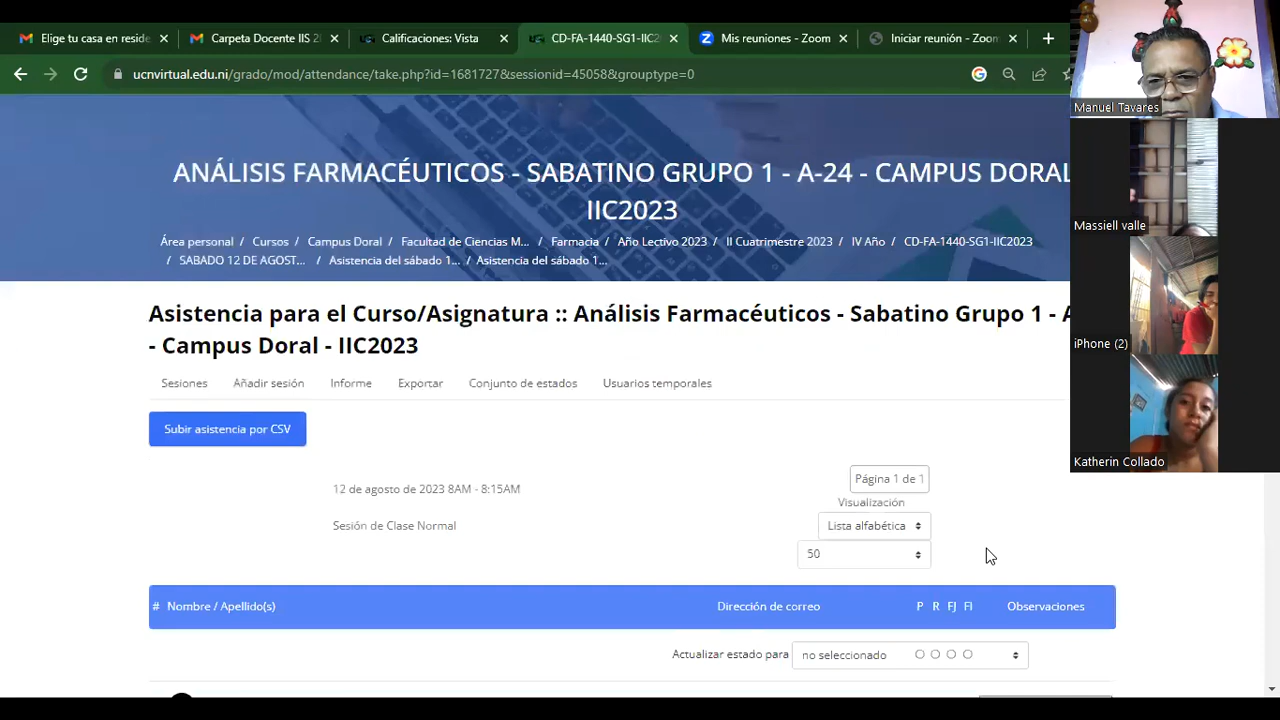 Elige tu casa en reside
Carpeta Docente IIS 2
Calificaciones: Vista
CD-FA-1440-SG1-IIC2
Mis reuniones - Zoom
Iniciar reunión - Zoom
ucnvirtual.edu.ni/grado/mod/attendance/take.php?id=1681727&sessionid=45058&grouptype=0
Manuel Tavares
ANÁLISIS FARMACÉUTICOS - SABATINO GRUPO 1 - A-24 - CAMPUS DORAL
IIC2023
Massiell valle
Área personal / Cursos / Campus Doral / Facultad de Ciencias M... / Farmacia / Año Lectivo 2023 / II Cuatrimestre 2023 / IV Año / CD-FA-1440-SG1-IIC2023
/ SABADO 12 DE AGOST... / Asistencia del sábado 1... / Asistencia del sábado 1...
Asistencia para el Curso/Asignatura :: Análisis Farmacéuticos - Sabatino Grupo 1 - A
- Campus Doral - IIC2023
iPhone (2)
Sesiones Añadir sesión Informe Exportar Conjunto de estados Usuarios temporales
Subir asistencia por CSV
Katherin Collado
Página 1 de 1
12 de agosto de 2023 8AM - 8:15AM
Visualización
Sesión de Clase Normal
Lista alfabética
50
# Nombre / Apellido(s) Dirección de correo P R FJ FI Observaciones
Actualizar estado para no seleccionado